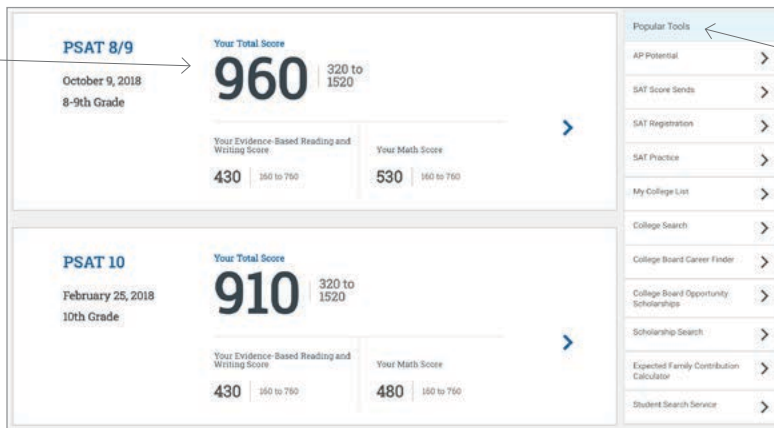 PSAT 8/9
October 9, 2018
8-9th Grade
Your Total Score
960
320 to
1520
Your Evidence-Based Reading and
Writing Score
430 | 160 to 760
Your Math Score
530 | 160 to 760
PSAT 10
February 25, 2018
10th Grade
Your Total Score
910
320 to
1520
Your Evidence-Based Reading and
Writing Score
430 | 160 to 760
Your Math Score
480 | 160 to 760
Popular Tools
AP Potential
SAT Score Sends
SAT Registration
SAT Practice
My College List
College Search
College Board Career Finder
College Board Opportunity
Scholarships
Scholarship Search
Expected Family Contribution
Calculator
Student Search Service